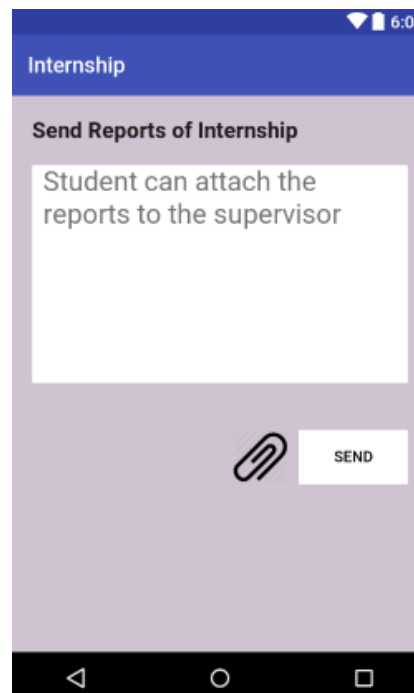 6:0
Internship
Send Reports of Internship
Student can attach the
reports to the supervisor
SEND